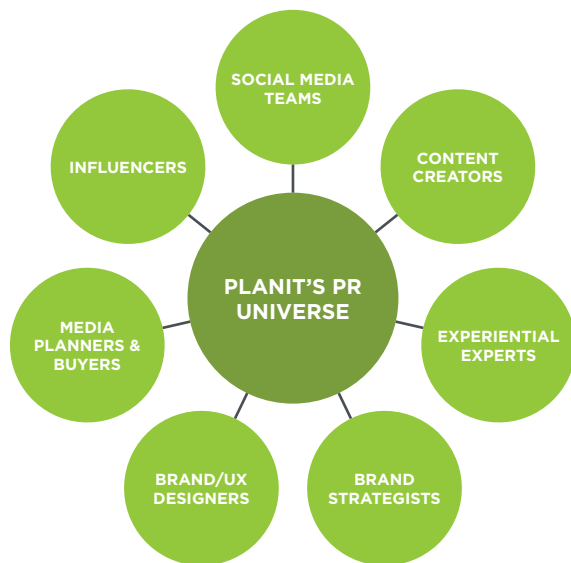 SOCIAL MEDIA
TEAMS
INFLUENCERS
CONTENT
CREATORS
PLANIT’S PR
UNIVERSE
MEDIA
PLANNERS &
BUYERS
EXPERIENTIAL
EXPERTS
BRAND/UX
DESIGNERS
BRAND
STRATEGISTS